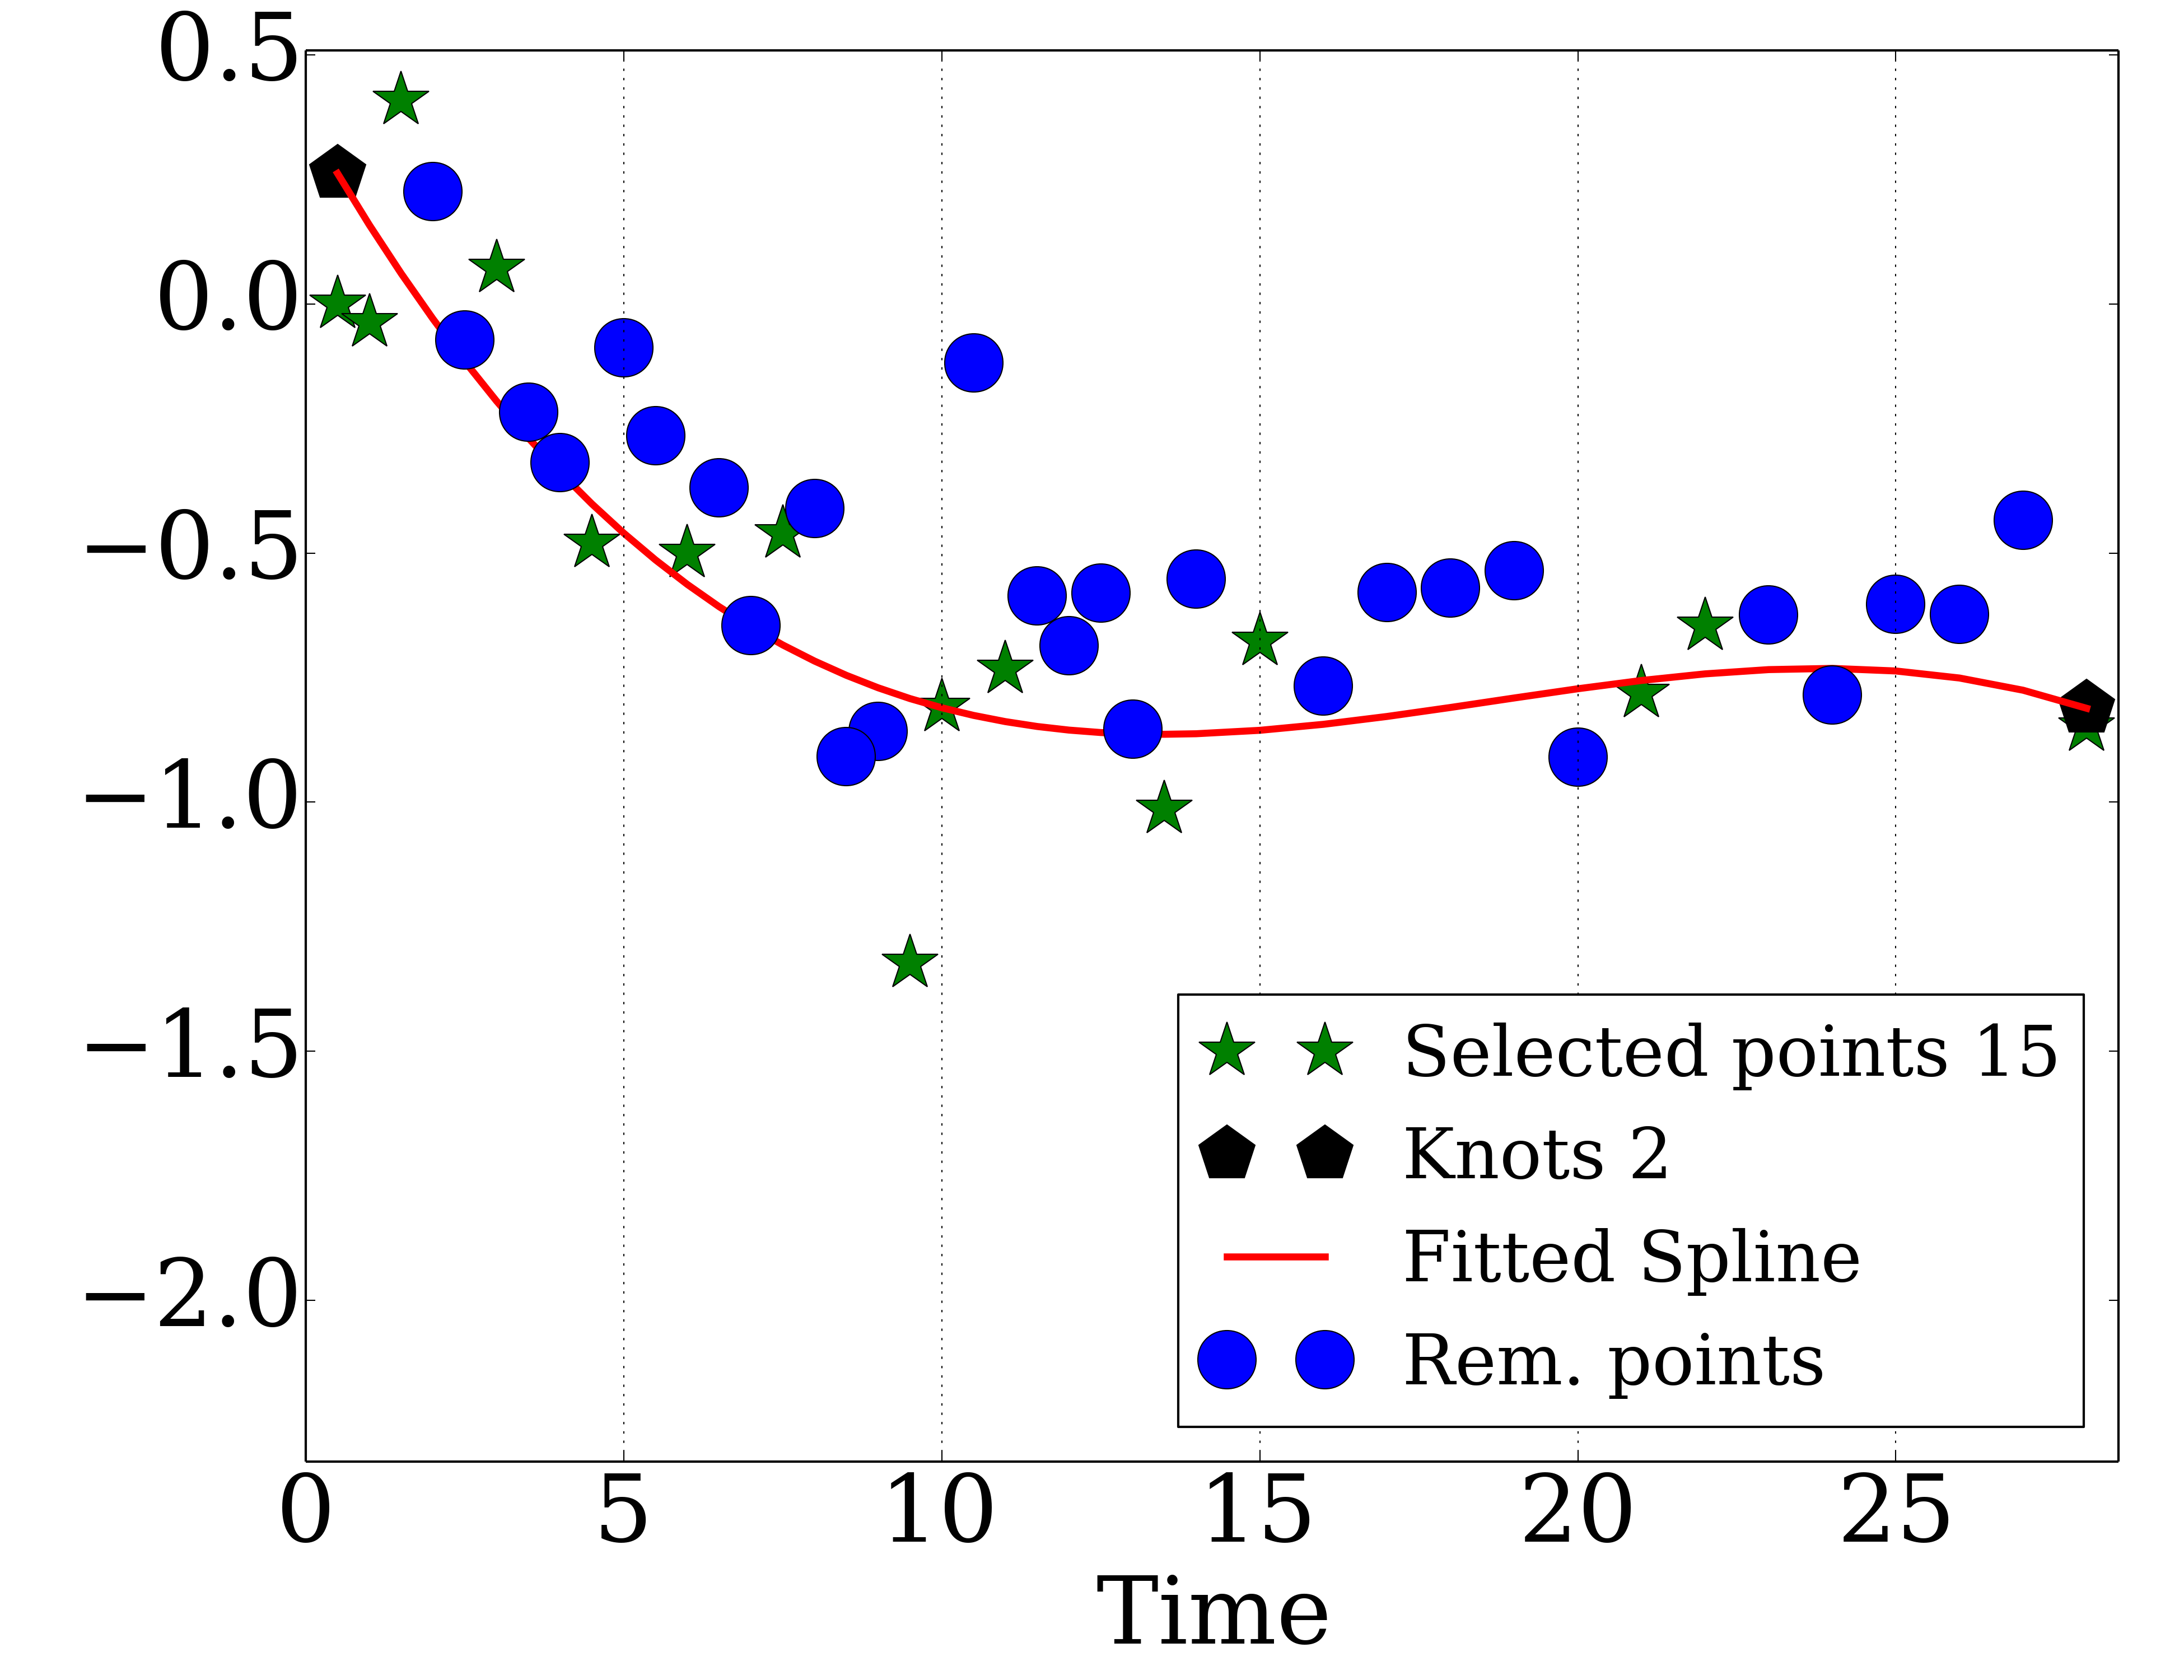 0.5
0.0
−0.5
−1.0
−1.5
−2.0
Selected points 15
Knots 2
Fitted Spline
Rem. points
0 5 10 15 20 25
Time